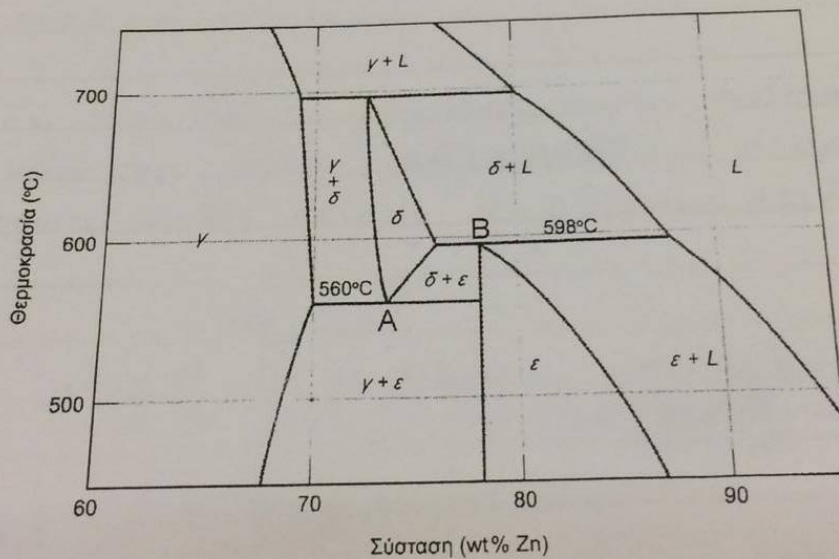 γ + L
700
γ
+
δ
δ + L
L
δ
B
598°C
Θερμοκρασία (°C)
600
γ
δ + ε
560°C
A
γ + ε
ε
ε + L
500
60
70
80
90
Σύσταση (wt% Zn)